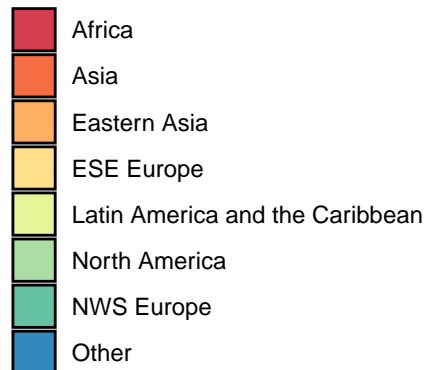 Africa
Asia
Eastern Asia
ESE Europe
Latin America and the Caribbean
North America
NWS Europe
Other